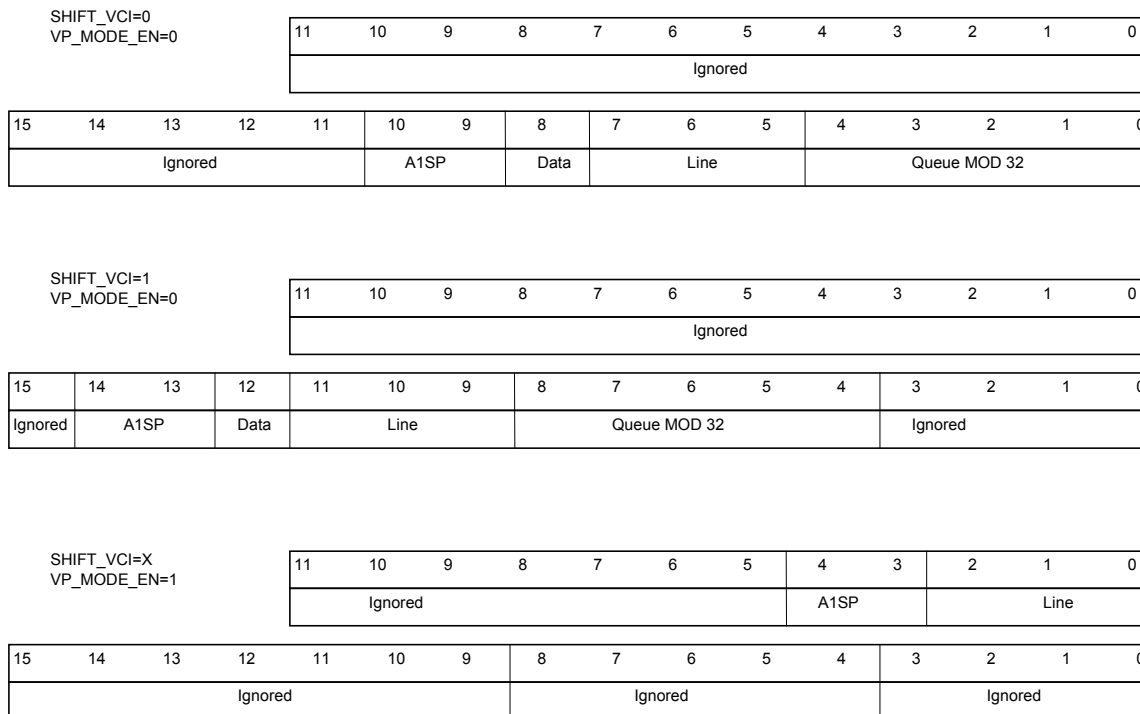 SHIFT_VCI=0
VP_MODE_EN=0
11 10 9 8 7 6 5 4 3 2 1 0
Ignored
15 14 13 12 11 10 9 8 7 6 5 4 3 2 1 0
Ignored A1SP Data Line Queue MOD 32
SHIFT_VCI=1
VP_MODE_EN=0
11 10 9 8 7 6 5 4 3 2 1 0
Ignored
15 14 13 12 11 10 9 8 7 6 5 4 3 2 1 0
Ignored A1SP Data Line Queue MOD 32 Ignored
SHIFT_VCI=X
VP_MODE_EN=1
11 10 9 8 7 6 5 4 3 2 1 0
Ignored A1SP Line
15 14 13 12 11 10 9 8 7 6 5 4 3 2 1 0
Ignored Ignored Ignored